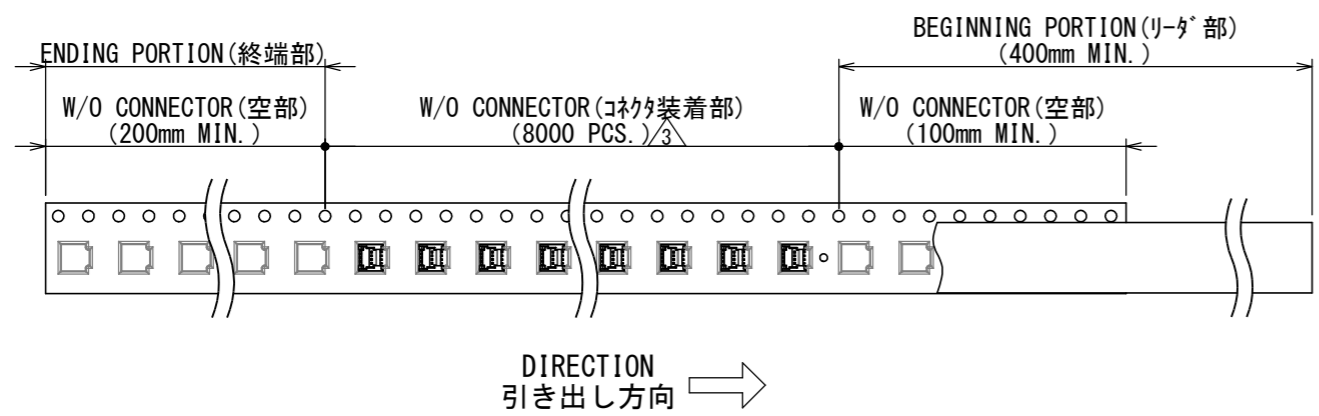 BEGINNING PORTION(リーダ部)
(400mm MIN.)
ENDING PORTION(終端部)
W/O CONNECTOR(空部)
(200mm MIN.)
W/O CONNECTOR(コネクタ装着部)
(8000 PCS.) 3
W/O CONNECTOR(空部)
(100mm MIN.)
DIRECTION
引き出し方向